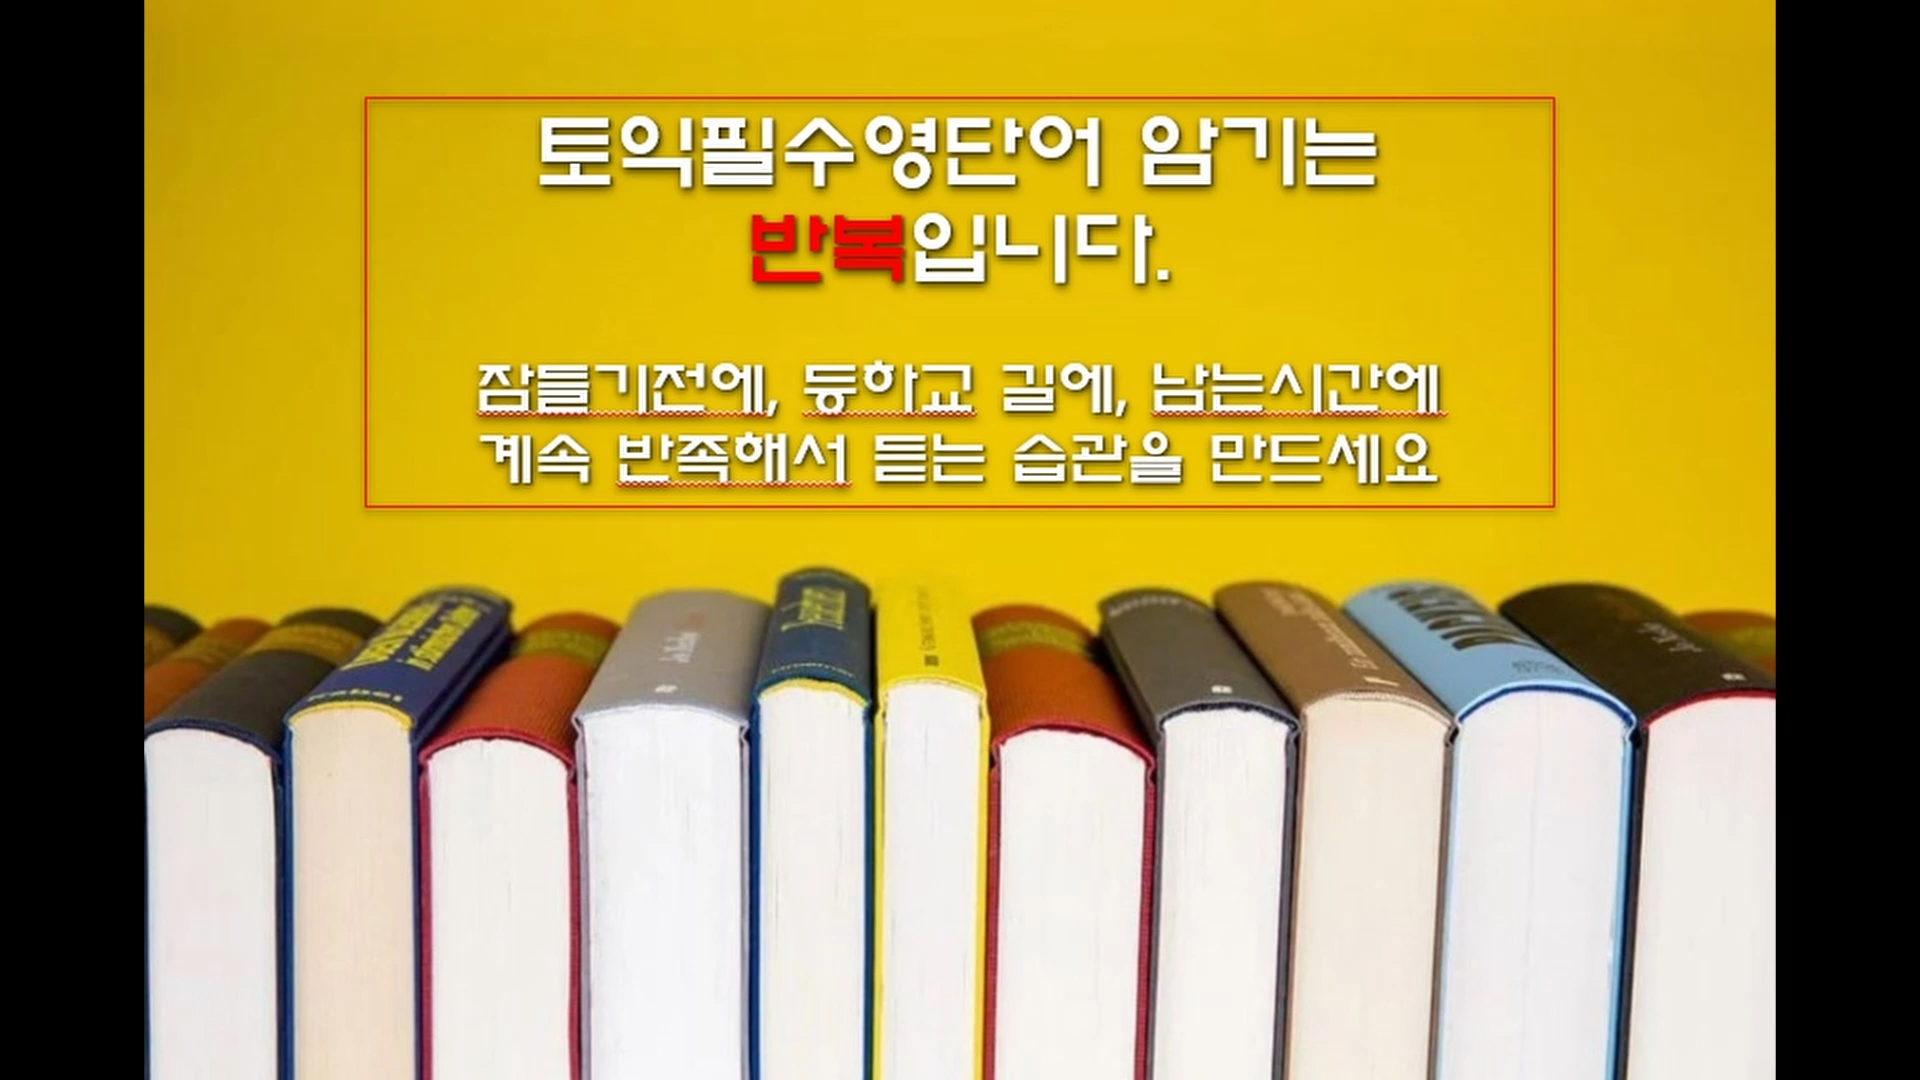 토익필수영단어 암기는
반복입니다.
잠들기전에, 등하교 길에, 남는시간에
계속 반족해서 듣는 습관을 만드세요